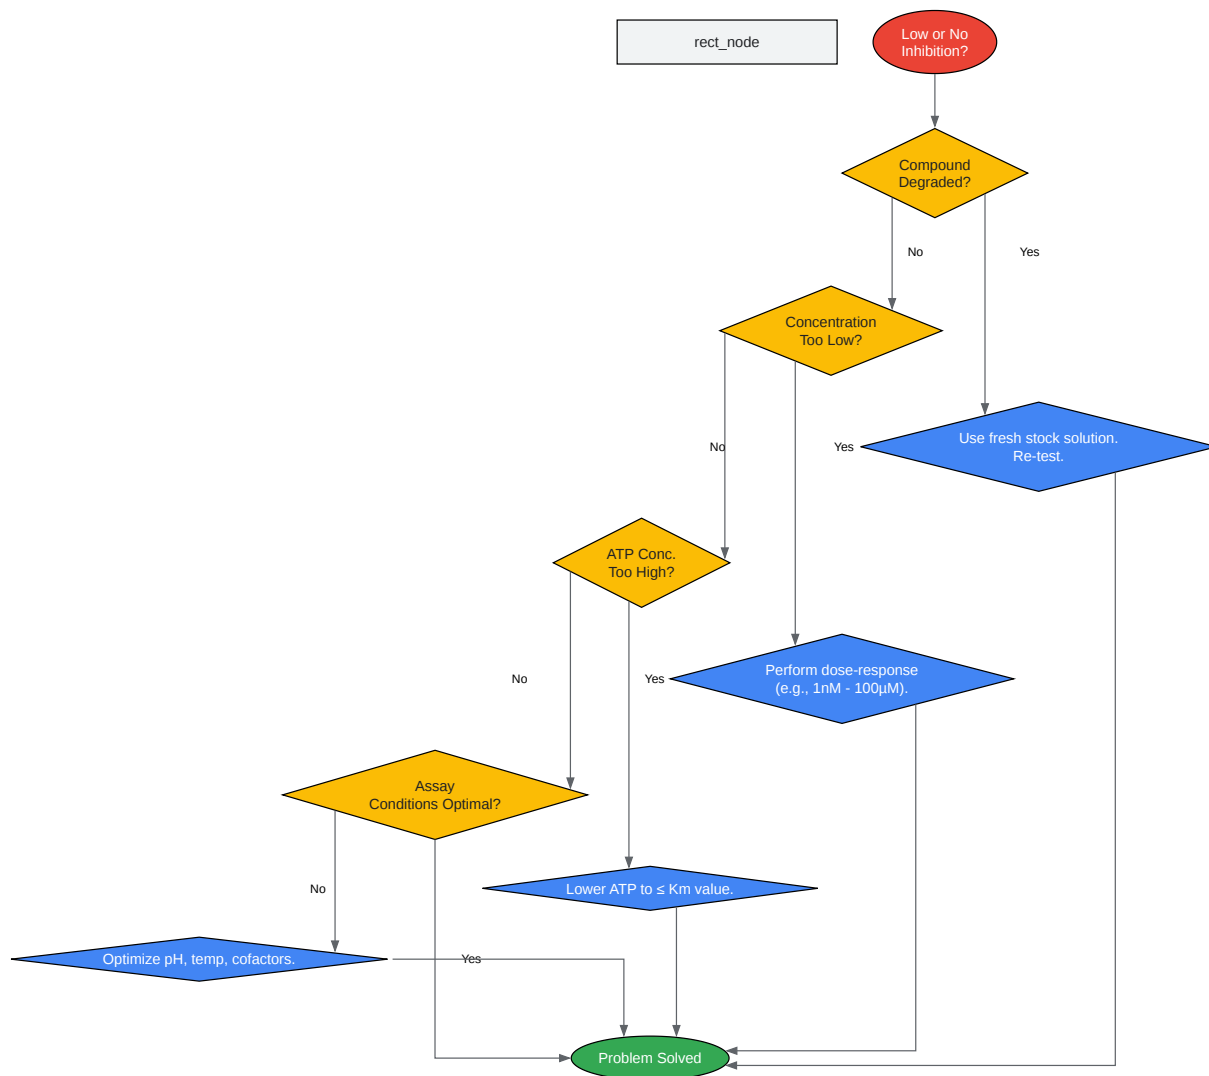 rect_node
Low or No
Inhibition?
Compound
Degraded?
No
Yes
Concentration
Too Low?
No
Yes
Use fresh stock solution.
Re-test.
ATP Conc.
Too High?
No
Yes
Perform dose-response
(e.g., 1nM - 100µM).
Assay
Conditions Optimal?
No
Lower ATP to ≤ Km value.
Optimize pH, temp, cofactors.
Yes
Problem Solved